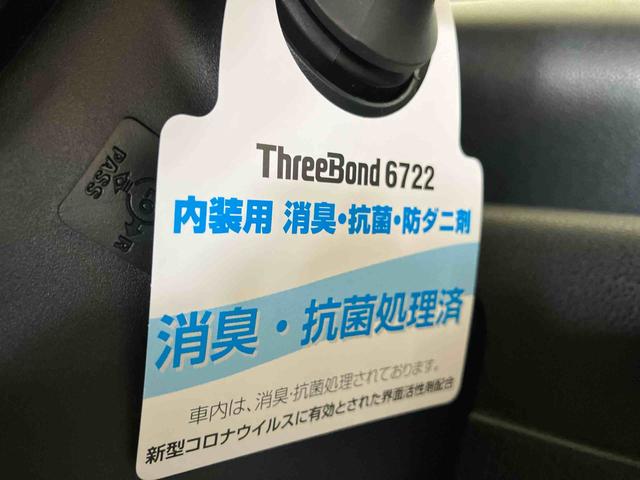 ThreeBond 6722
内装用 消臭・抗菌・防ダニ剤
消臭・抗菌処理済
車内は、消臭・抗菌処理されております。
新型コロナウイルスに有効とされた界面活性剤配合
PASS